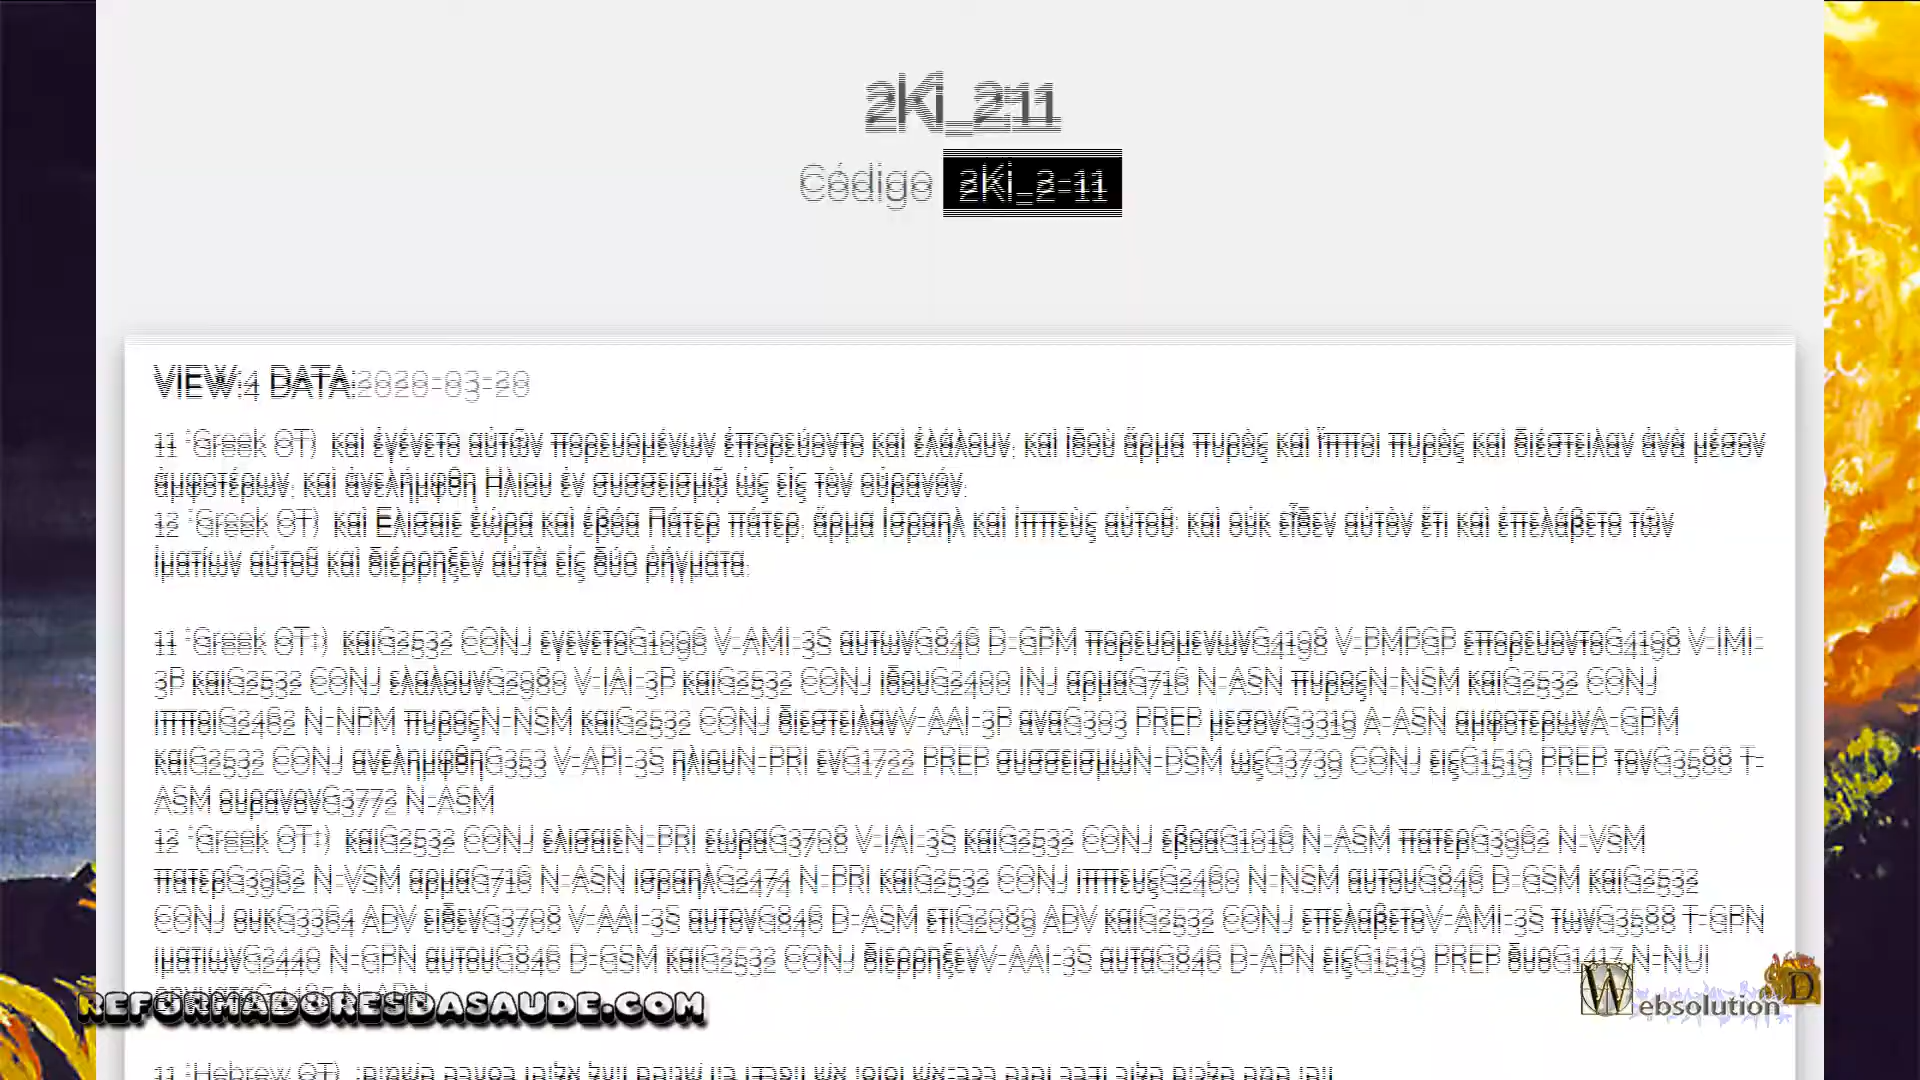 2Ki_2:11
Código 2Ki_2-11
VIEW:4 DATA:2020-03-20
11 (Greek OT) καὶ ἐγένετο αὐτῶν πορευομένων ἐπορεύοντο καὶ ἐλάλουν· καὶ ἰδοὺ ἅρμα πυρὸς καὶ ἵπποι πυρὸς καὶ διέστειλαν ἀνὰ μέσον
ἀμφοτέρων, καὶ ἀνελήμφθη Ηλιου ἐν συσσεισμῷ ὡς εἰς τὸν οὐρανόν.
12 (Greek OT) καὶ Ελισαιε ἑώρα καὶ ἐβόα Πάτερ πάτερ, ἅρμα Ισραηλ καὶ ἱππεὺς αὐτοῦ· καὶ οὐκ εἶδεν αὐτὸν ἔτι καὶ ἐπελάβετο τῶν
ἱματίων αὐτοῦ καὶ διέρρηξεν αὐτὰ εἰς δύο ῥήγματα.
11 (Greek OT+) καιG2532 CONJ εγενετοG1096 V-AMI-3S αυτωνG846 D-GPM πορευομενωνG4198 V-PMPGP επορευοντοG4198 V-IMI-
3P καιG2532 CONJ ελαλουνG2980 V-IAI-3P καιG2532 CONJ ιδουG2400 INJ αρμαG716 N-ASN πυροςN-NSM καιG2532 CONJ
ιπποιG2462 N-NPM πυροςN-NSM καιG2532 CONJ διεστειλανV-AAI-3P αναG303 PREP μεσονG3319 A-ASN αμφοτερωνA-GPM
καιG2532 CONJ ανελημφθηG353 V-API-3S ηλιουN-PRI ενG1722 PREP συσσεισμωN-DSM ωςG3739 CONJ ειςG1519 PREP τονG3588 T-
ASM ουρανονG3772 N-ASM
12 (Greek OT+) καιG2532 CONJ ελισαιεN-PRI εωραG3708 V-IAI-3S καιG2532 CONJ εβοαG1016 N-ASM πατερG3962 N-VSM
πατερG3962 N-VSM αρμαG716 N-ASN ισραηλG2474 N-PRI καιG2532 CONJ ιππευςG2460 N-NSM αυτουG846 D-GSM καιG2532
CONJ ουκG3364 ADV ειδενG3708 V-AAI-3S αυτονG846 D-ASM ετιG2089 ADV καιG2532 CONJ επελαβετοV-AMI-3S τωνG3588 T-GPN
ιματιωνG2440 N-GPN αυτουG846 D-GSM καιG2532 CONJ διερρηξενV-AAI-3S αυταG846 D-APN ειςG1519 PREP δυοG1417 N-NUI
REFORMADORESDASAUDE.COM
Websolution
D
11 (Hebrew OT)